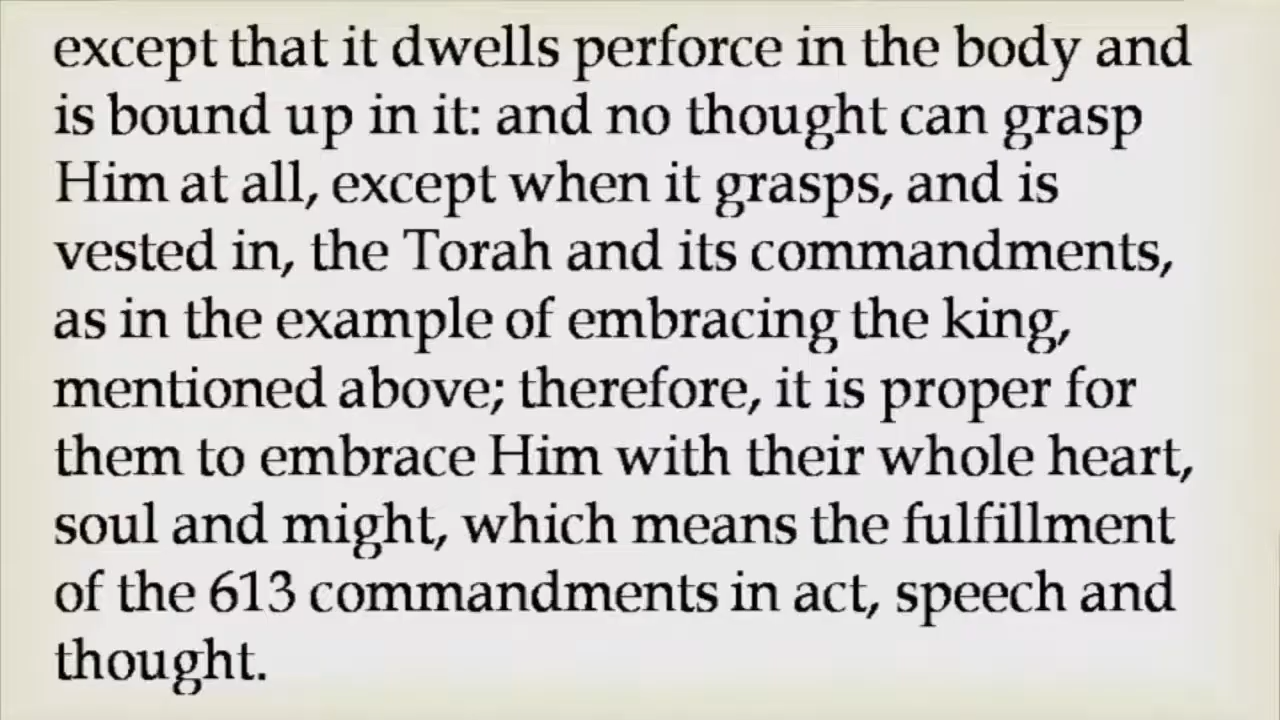 except that it dwells perforce in the body and
is bound up in it: and no thought can grasp
Him at all, except when it grasps, and is
vested in, the Torah and its commandments,
as in the example of embracing the king,
mentioned above; therefore, it is proper for
them to embrace Him with their whole heart,
soul and might, which means the fulfillment
of the 613 commandments in act, speech and
thought.